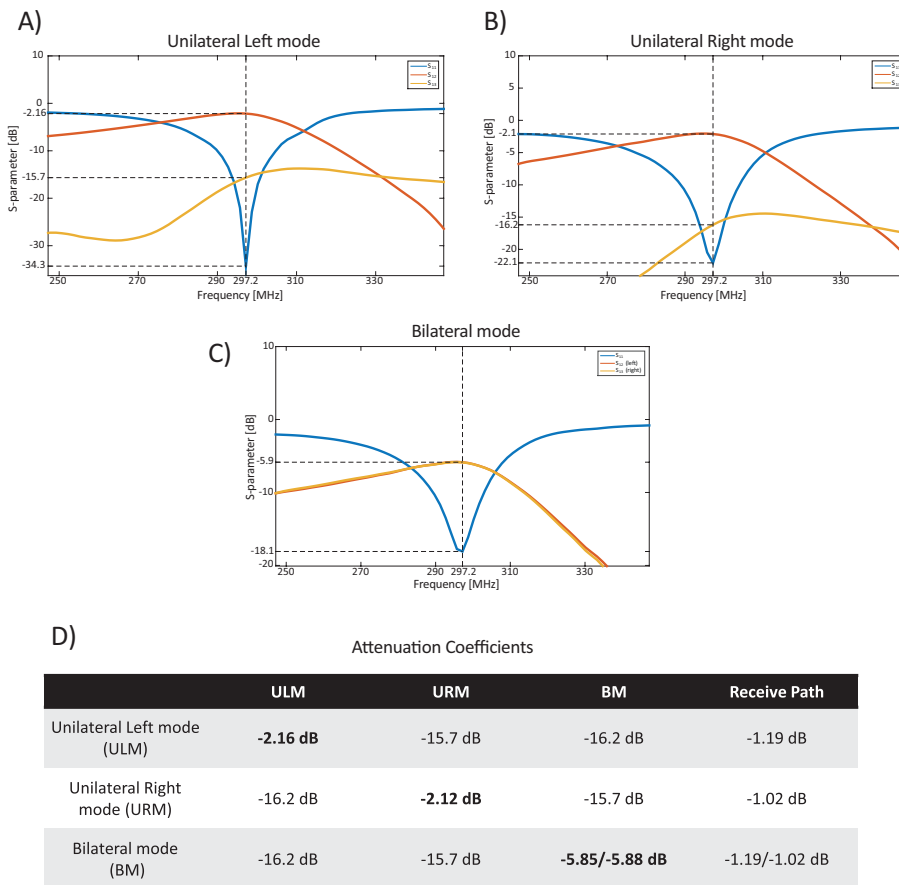 A)
Unilateral Left mode
S-parameter [dB]
10
0
-2.16
-10
-15.7
-20
-30
-34.3
250
270
290
297.2
310
330
Frequency [MHz]
S₁₁
S₁₂
S₁₃
B)
Unilateral Right mode
S-parameter [dB]
10
5
0
-2.1
-5
-10
-15
-16.2
-20
-22.1
250
270
290
297.2
310
330
Frequency [MHz]
C)
Bilateral mode
S-parameter [dB]
10
0
-5.9
-10
-18.1
-20
250
270
290
297.2
310
330
Frequency [MHz]
(left)
(right)
D)
Attenuation Coefficients
ULM URM BM Receive Path
Unilateral Left mode
(ULM)
-2.16 dB -15.7 dB -16.2 dB -1.19 dB
Unilateral Right
mode (URM)
-16.2 dB -2.12 dB -15.7 dB -1.02 dB
Bilateral mode
(BM)
-16.2 dB -15.7 dB -5.85/-5.88 dB -1.19/-1.02 dB